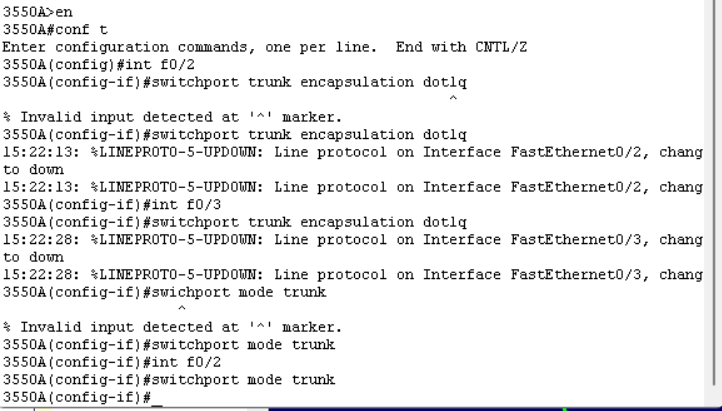 3550A>en
3550A#conf t
Enter configuration commands, one per line.  End with CNTL/Z
3550A(config)#int f0/2
3550A(config-if)#switchport trunk encapsulation dotlq
^
% Invalid input detected at '^' marker.
3550A(config-if)#switchport trunk encapsulation dotlq
15:22:13: %LINEPROTO-5-UPDOWN: Line protocol on Interface FastEthernet0/2, chang
to down
15:22:13: %LINEPROTO-5-UPDOWN: Line protocol on Interface FastEthernet0/2, chang
3550A(config-if)#int f0/3
3550A(config-if)#switchport trunk encapsulation dotlq
15:22:28: %LINEPROTO-5-UPDOWN: Line protocol on Interface FastEthernet0/3, chang
to down
15:22:28: %LINEPROTO-5-UPDOWN: Line protocol on Interface FastEthernet0/3, chang
3550A(config-if)#swichport mode trunk
^
% Invalid input detected at '^' marker.
3550A(config-if)#switchport mode trunk
3550A(config-if)#int f0/2
3550A(config-if)#switchport mode trunk
3550A(config-if)#_